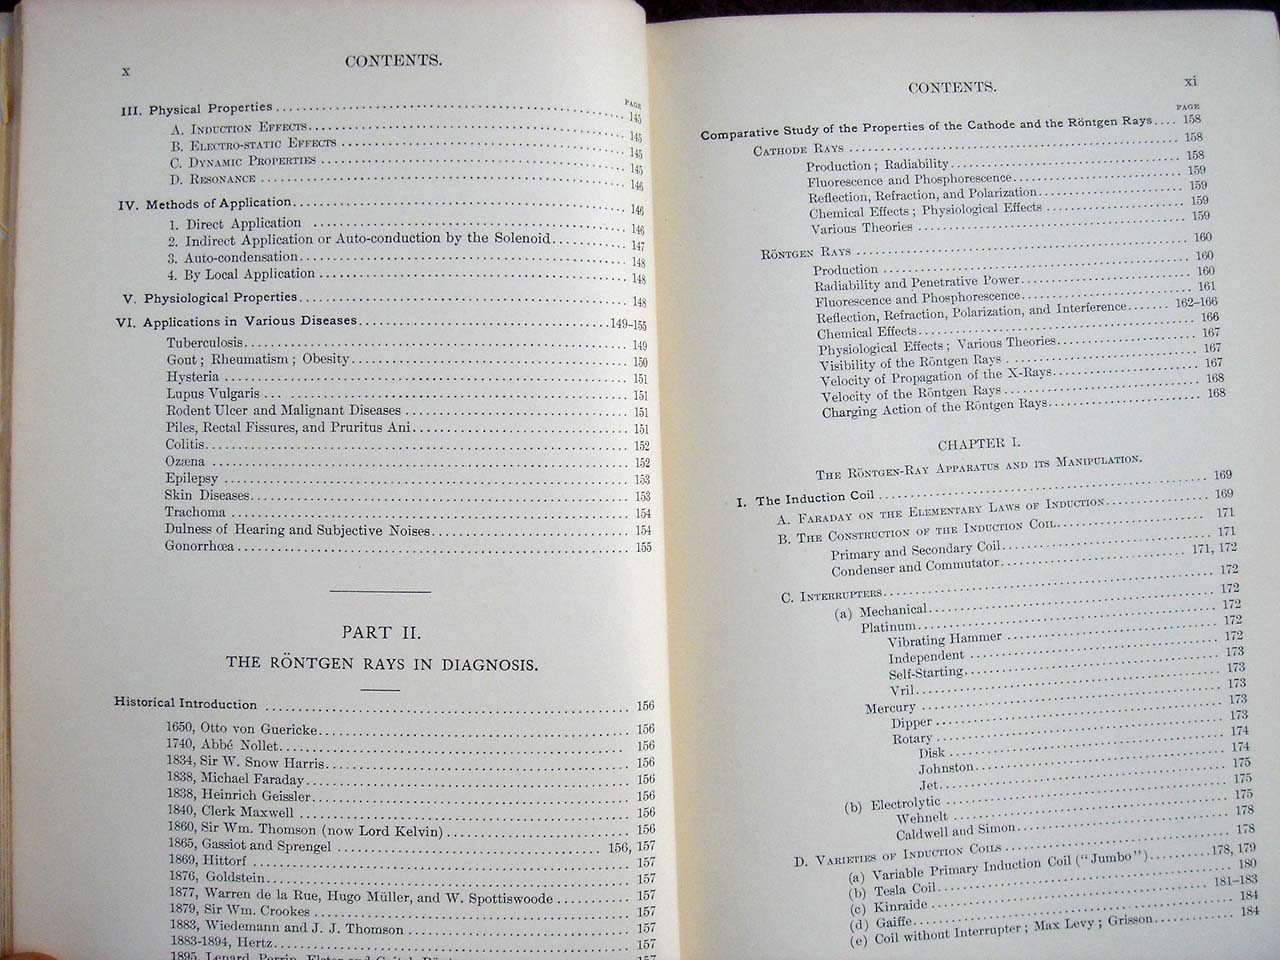 x
CONTENTS.
PAGE
III. Physical Properties 145
A. INDUCTION EFFECTS 145
B. ELECTRO-STATIC EFFECTS 145
C. DYNAMIC PROPERTIES 145
D. RESONANCE 146
IV. Methods of Application 146
1. Direct Application 146
2. Indirect Application or Auto-conduction by the Solenoid 147
3. Auto-condensation 148
4. By Local Application 148
V. Physiological Properties 148
VI. Applications in Various Diseases 149–155
Tuberculosis 149
Gout; Rheumatism; Obesity 150
Hysteria 151
Lupus Vulgaris 151
Rodent Ulcer and Malignant Diseases 151
Piles, Rectal Fissures, and Pruritus Ani 151
Colitis 152
Ozæna 152
Epilepsy 153
Skin Diseases 153
Trachoma 154
Dulness of Hearing and Subjective Noises 154
Gonorrhœa 155
PART II.
THE RÖNTGEN RAYS IN DIAGNOSIS.
Historical Introduction 156
1650, Otto von Guericke 156
1740, Abbé Nollet 156
1834, Sir W. Snow Harris 156
1838, Michael Faraday 156
1838, Heinrich Geissler 156
1840, Clerk Maxwell 156
1860, Sir Wm. Thomson (now Lord Kelvin) 156
1865, Gassiot and Sprengel 156, 157
1869, Hittorf 157
1876, Goldstein 157
1877, Warren de la Rue, Hugo Müller, and W. Spottiswoode 157
1879, Sir Wm. Crookes 157
1883, Wiedemann and J. J. Thomson 157
1883-1894, Hertz 157
1895, Lenard, Perrin, Elster and 157
CONTENTS.
xi
PAGE
Comparative Study of the Properties of the Cathode and the Röntgen Rays 158
CATHODE RAYS 158
Production; Radiability 158
Fluorescence and Phosphorescence 159
Reflection, Refraction, and Polarization 159
Chemical Effects; Physiological Effects 159
Various Theories 159
RÖNTGEN RAYS 160
Production 160
Radiability and Penetrative Power 160
Fluorescence and Phosphorescence 161
Reflection, Refraction, Polarization, and Interference 162–166
Chemical Effects 166
Physiological Effects; Various Theories 167
Visibility of the Röntgen Rays 167
Velocity of Propagation of the X-Rays 167
Velocity of the Röntgen Rays 168
Charging Action of the Röntgen Rays 168
CHAPTER I.
THE RÖNTGEN-RAY APPARATUS AND ITS MANIPULATION.
I. The Induction Coil 169
A. FARADAY ON THE ELEMENTARY LAWS OF INDUCTION 169
B. THE CONSTRUCTION OF THE INDUCTION COIL 171
Primary and Secondary Coil 171
Condenser and Commutator 171, 172
C. INTERRUPTERS 172
(a) Mechanical 172
Platinum 172
Vibrating Hammer 172
Independent 172
Self-Starting 173
Vril 173
Mercury 173
Dipper 173
Rotary 173
Disk 174
Johnston 174
Jet 175
(b) Electrolytic 175
Wehnelt 175
Caldwell and Simon 178
D. VARIETIES OF INDUCTION COILS 178
(a) Variable Primary Induction Coil ("Jumbo") 178, 179
(b) Tesla Coil 180
(c) Kinraide 181–183
(d) Gaiffe 184
(e) Coil without Interrupter; Max Levy; Grisson 184